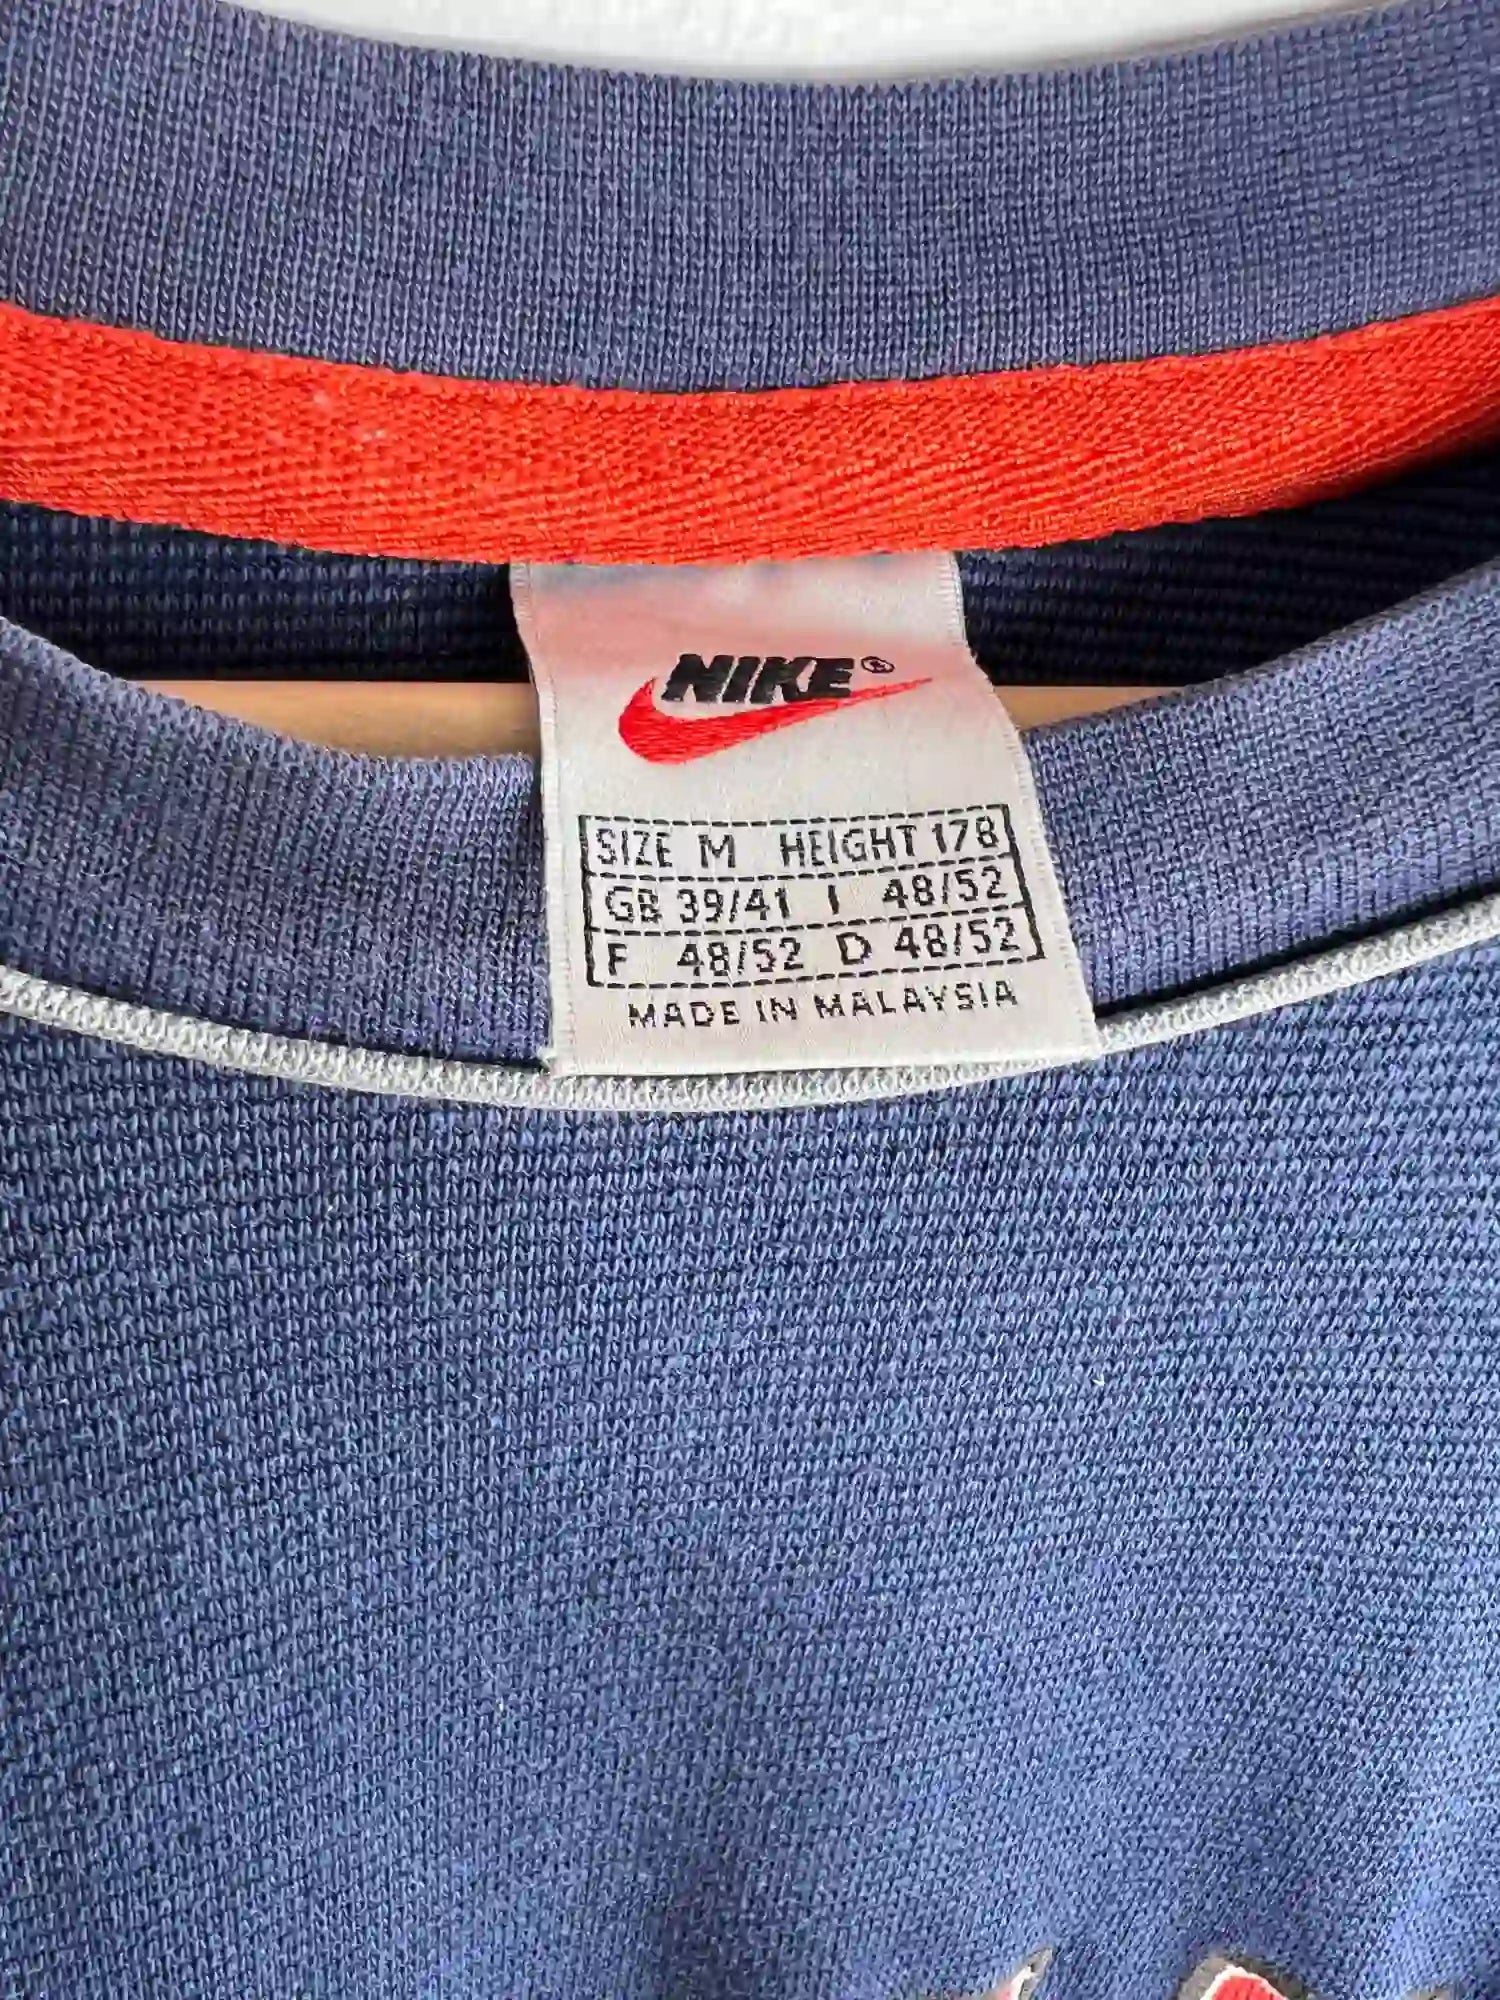 NIKE®
SIZE M HEIGHT 178
GB 39/41 I 48/52
F 48/52 D 48/52
MADE IN MALAYSIA